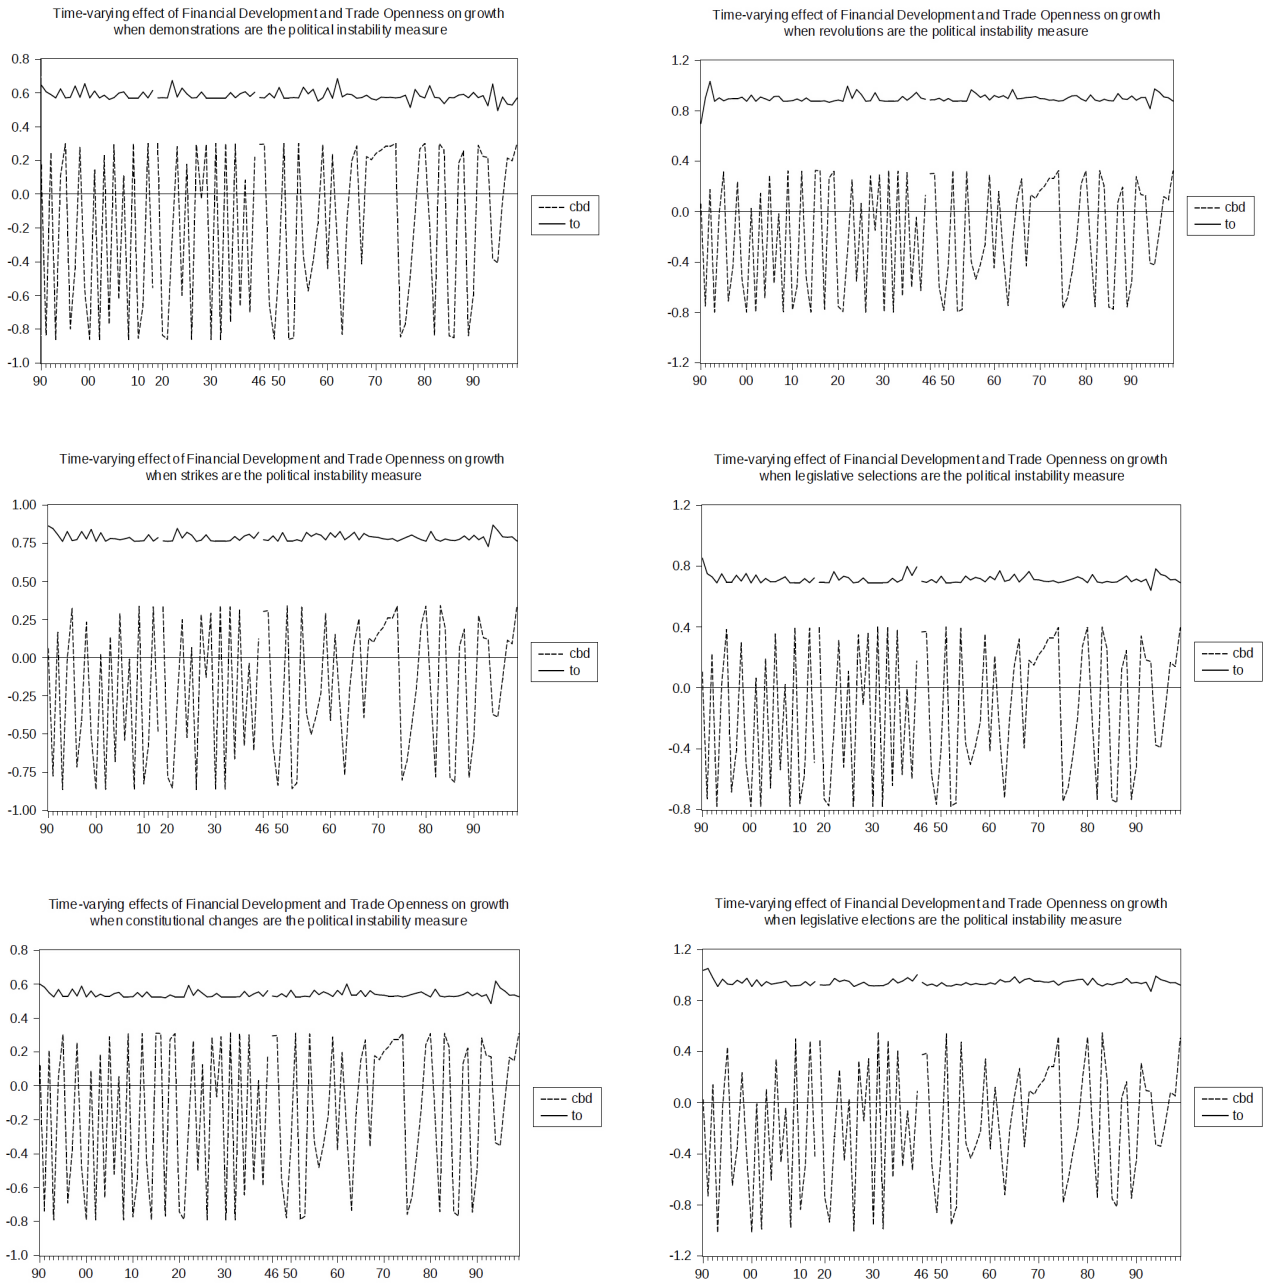 Time-varying effect of Financial Development and Trade Openness on growth
when demonstrations are the political instability measure
0.8
0.6
0.4
0.2
0.0
-0.2
-0.4
-0.6
-0.8
-1.0
90 00 10 20 30 46 50 60 70 80 90
cbd
to
Time-varying effect of Financial Development and Trade Openness on growth
when revolutions are the political instability measure
1.2
0.8
0.4
0.0
-0.4
-0.8
-1.2
90 00 10 20 30 46 50 60 70 80 90
cbd
to
Time-varying effect of Financial Development and Trade Openness on growth
when strikes are the political instability measure
1.00
0.75
0.50
0.25
0.00
-0.25
-0.50
-0.75
-1.00
90 00 10 20 30 46 50 60 70 80 90
cbd
to
Time-varying effect of Financial Development and Trade Openness on growth
when legislative selections are the political instability measure
1.2
0.8
0.4
0.0
-0.4
-0.8
90 00 10 20 30 46 50 60 70 80 90
cbd
to
Time-varying effects of Financial Development and Trade Openness on growth
when constitutional changes are the political instability measure
0.8
0.6
0.4
0.2
0.0
-0.2
-0.4
-0.6
-0.8
-1.0
90 00 10 20 30 46 50 60 70 80 90
cbd
to
Time-varying effect of Financial Development and Trade Openness on growth
when legislative elections are the political instability measure
1.2
0.8
0.4
0.0
-0.4
-0.8
-1.2
90 00 10 20 30 46 50 60 70 80 90
cbd
to